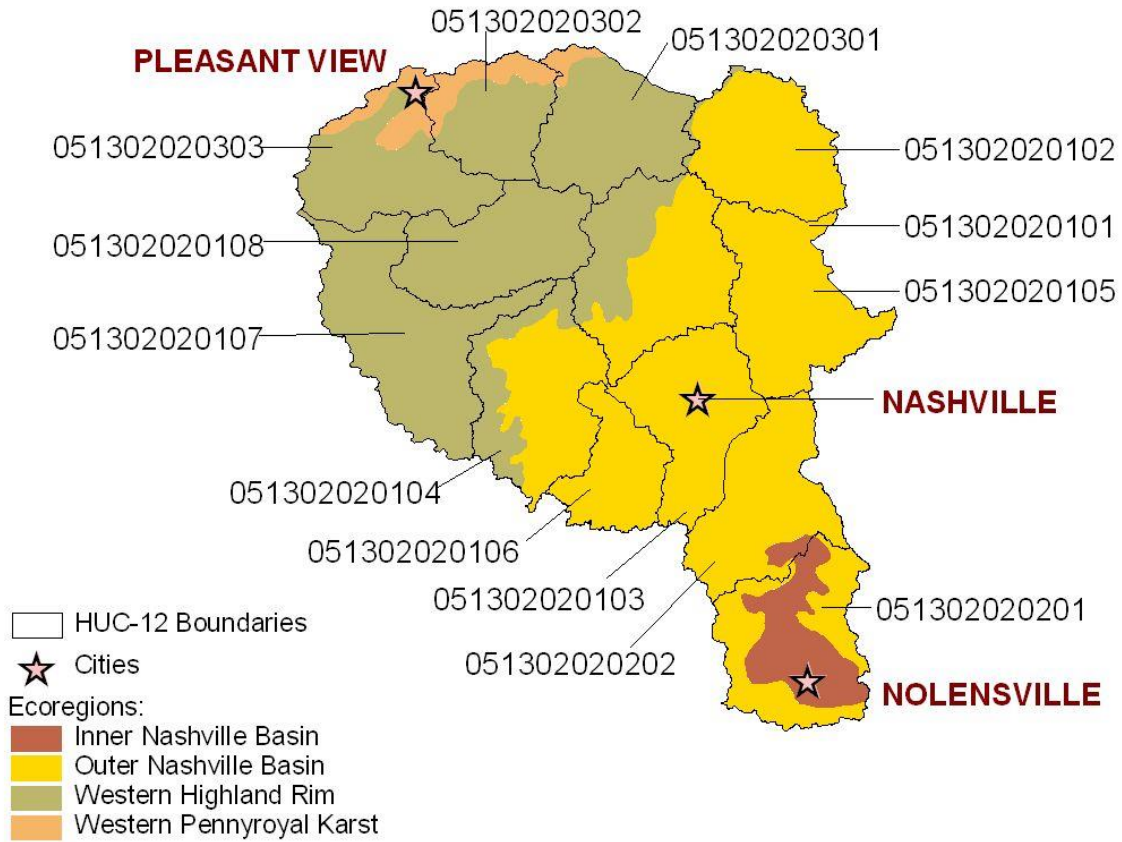 051302020302
051302020301
PLEASANT VIEW
051302020303
051302020102
051302020101
051302020108
051302020105
051302020107
NASHVILLE
051302020104
051302020106
051302020103
051302020201
051302020202
NOLENSVILLE
HUC-12 Boundaries
Cities
Ecoregions:
Inner Nashville Basin
Outer Nashville Basin
Western Highland Rim
Western Pennyroyal Karst